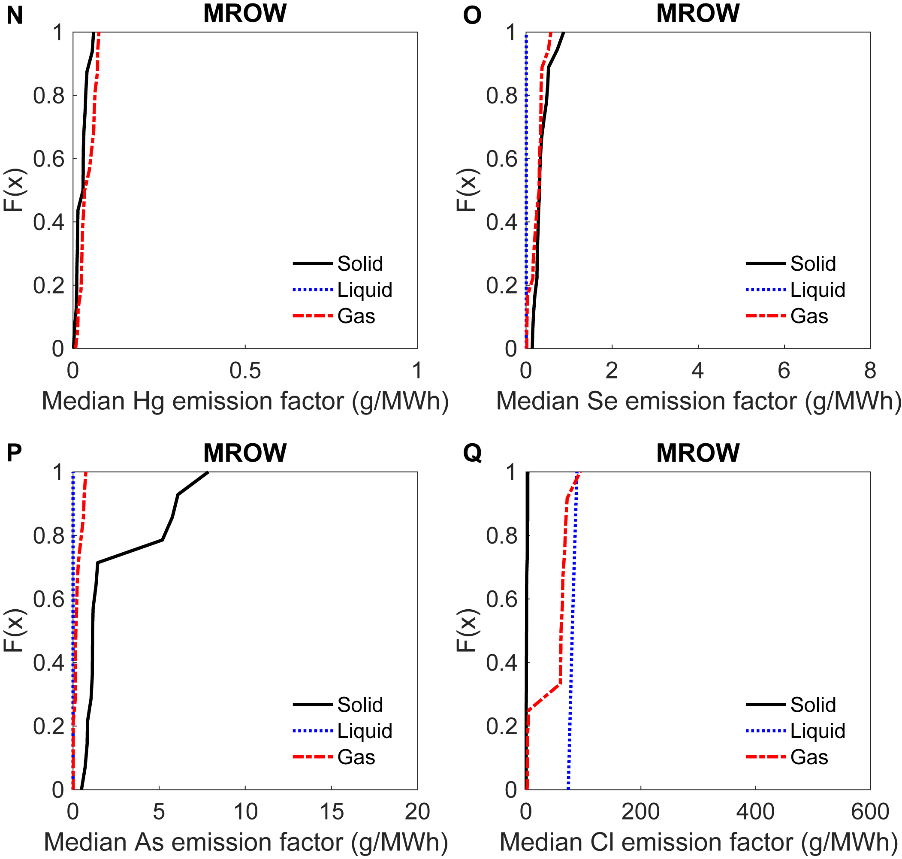 N
MROW
F(x)
1
0.8
0.6
0.4
0.2
0
Solid
Liquid
Gas
0 0.5 1
Median Hg emission factor (g/MWh)
O
MROW
F(x)
1
0.8
0.6
0.4
0.2
0
Solid
Liquid
Gas
0 2 4 6 8
Median Se emission factor (g/MWh)
P
MROW
F(x)
1
0.8
0.6
0.4
0.2
0
Solid
Liquid
Gas
0 5 10 15 20
Median As emission factor (g/MWh)
Q
MROW
F(x)
1
0.8
0.6
0.4
0.2
0
Solid
Liquid
Gas
0 200 400 600
Median Cl emission factor (g/MWh)